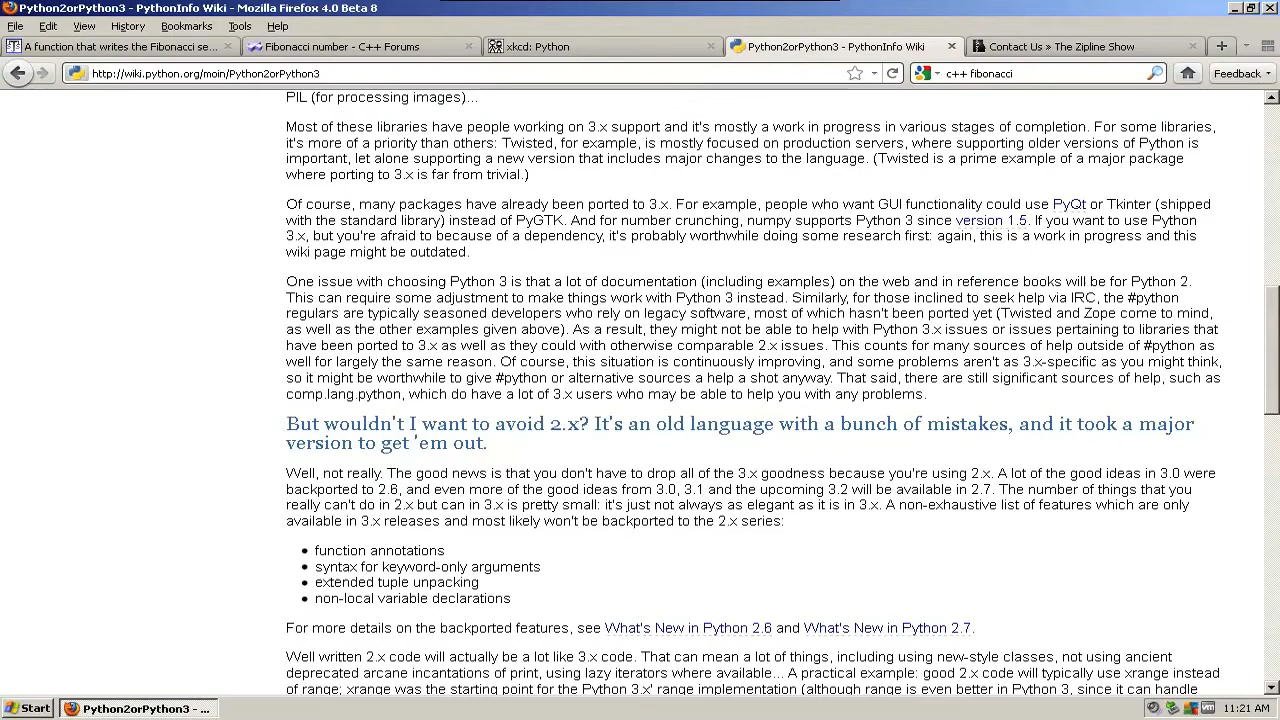 Python2orPython3 - PythonInfo Wiki - Mozilla Firefox 4.0 Beta 8
File Edit View History Bookmarks Tools Help
A function that writes the Fibonacci se...
Fibonacci number - C++ Forums
xkcd: Python
Python2orPython3 - PythonInfo Wiki
Contact Us » The Zipline Show
http://wiki.python.org/moin/Python2orPython3
c++ fibonacci
Feedback
PIL (for processing images)...
Most of these libraries have people working on 3.x support and it's mostly a work in progress in various stages of completion. For some libraries,
it's more of a priority than others: Twisted, for example, is mostly focused on production servers, where supporting older versions of Python is
important, let alone supporting a new version that includes major changes to the language. (Twisted is a prime example of a major package
where porting to 3.x is far from trivial.)
Of course, many packages have already been ported to 3.x. For example, people who want GUI functionality could use PyQt or Tkinter (shipped
with the standard library) instead of PyGTK. And for number crunching, numpy supports Python 3 since version 1.5. If you want to use Python
3.x, but you're afraid to because of a dependency, it's probably worthwhile doing some research first: again, this is a work in progress and this
wiki page might be outdated.
One issue with choosing Python 3 is that a lot of documentation (including examples) on the web and in reference books will be for Python 2.
This can require some adjustment to make things work with Python 3 instead. Similarly, for those inclined to seek help via IRC, the #python
regulars are typically seasoned developers who rely on legacy software, most of which hasn't been ported yet (Twisted and Zope come to mind,
as well as the other examples given above). As a result, they might not be able to help with Python 3.x issues or issues pertaining to libraries that
have been ported to 3.x as well as they could with otherwise comparable 2.x issues. This counts for many sources of help outside of #python as
well for largely the same reason. Of course, this situation is continuously improving, and some problems aren't as 3.x-specific as you might think,
so it might be worthwhile to give #python or alternative sources a help a shot anyway. That said, there are still significant sources of help, such as
comp.lang.python, which do have a lot of 3.x users who may be able to help you with any problems.
But wouldn't I want to avoid 2.x? It's an old language with a bunch of mistakes, and it took a major
version to get 'em out.
Well, not really. The good news is that you don't have to drop all of the 3.x goodness because you're using 2.x. A lot of the good ideas in 3.0 were
backported to 2.6, and even more of the good ideas from 3.0, 3.1 and the upcoming 3.2 will be available in 2.7. The number of things that you
really can't do in 2.x but can in 3.x is pretty small: it's just not always as elegant as it is in 3.x. A non-exhaustive list of features which are only
available in 3.x releases and most likely won't be backported to the 2.x series:
• function annotations
• syntax for keyword-only arguments
• extended tuple unpacking
• non-local variable declarations
For more details on the backported features, see What's New in Python 2.6 and What's New in Python 2.7.
Well written 2.x code will actually be a lot like 3.x code. That can mean a lot of things, including using new-style classes, not using ancient
deprecated arcane incantations of print, using lazy iterators where available... A practical example: good 2.x code will typically use xrange instead
of range. xrange was the starting point for the Python 3.x' range implementation (although range is even better in Python 3, since it can handle
Start
Python2orPython3 - ...
11:21 AM